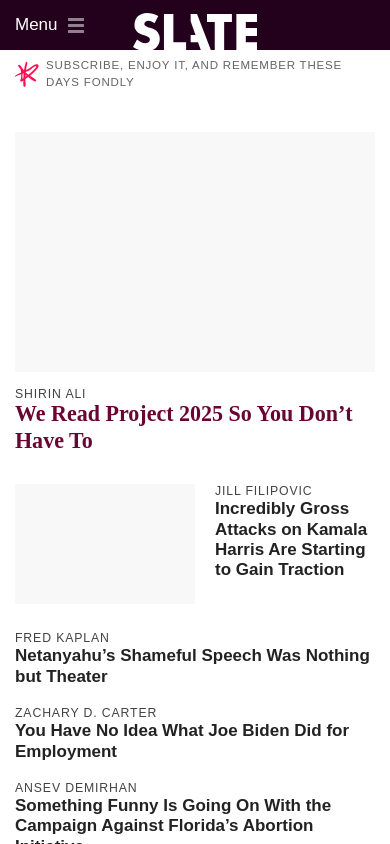 Menu
SLATE
SUBSCRIBE, ENJOY IT, AND REMEMBER THESE
DAYS FONDLY
SHIRIN ALI
We Read Project 2025 So You Don’t
Have To
JILL FILIPOVIC
Incredibly Gross
Attacks on Kamala
Harris Are Starting
to Gain Traction
FRED KAPLAN
Netanyahu’s Shameful Speech Was Nothing
but Theater
ZACHARY D. CARTER
You Have No Idea What Joe Biden Did for
Employment
ANSEV DEMIRHAN
Something Funny Is Going On With the
Campaign Against Florida’s Abortion
Initiative